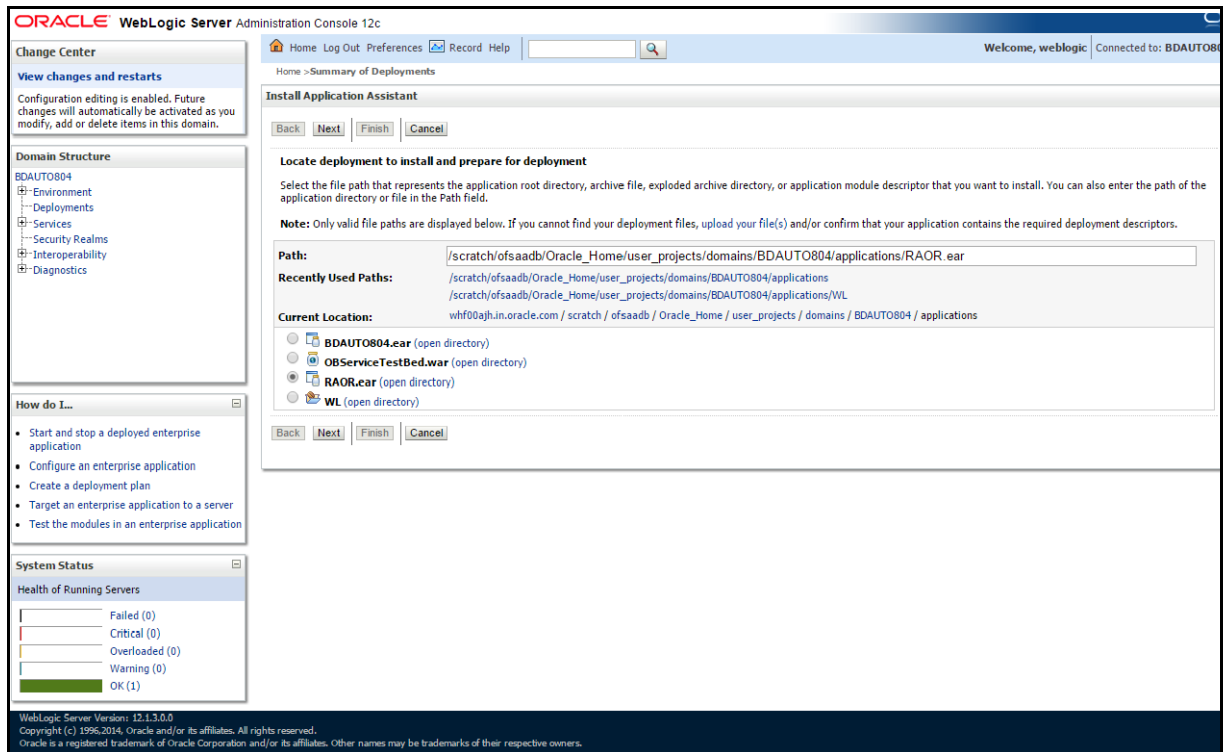 ORACLE WebLogic Server Administration Console 12c
Change Center
View changes and restarts
Configuration editing is enabled. Future
changes will automatically be activated as you
modify, add or delete items in this domain.
Domain Structure
BDAUTO804
Environment
Deployments
Services
Security Realms
Interoperability
Diagnostics
How do I...
Start and stop a deployed enterprise
application
Configure an enterprise application
Create a deployment plan
Target an enterprise application to a server
Test the modules in an enterprise application
System Status
Health of Running Servers
Failed (0)
Critical (0)
Overloaded (0)
Warning (0)
OK (1)
Home Log Out Preferences Record Help
Welcome, weblogic Connected to: BDAUTO80
Home >Summary of Deployments
Install Application Assistant
Back Next Finish Cancel
Locate deployment to install and prepare for deployment
Select the file path that represents the application root directory, archive file, exploded archive directory, or application module descriptor that you want to install. You can also enter the path of the
application directory or file in the Path field.
Note: Only valid file paths are displayed below. If you cannot find your deployment files, upload your file(s) and/or confirm that your application contains the required deployment descriptors.
Path: /scratch/ofsaadb/Oracle_Home/user_projects/domains/BDAUTO804/applications/RAOR.ear
Recently Used Paths: /scratch/ofsaadb/Oracle_Home/user_projects/domains/BDAUTO804/applications
/scratch/ofsaadb/Oracle_Home/user_projects/domains/BDAUTO804/applications/WL
Current Location: whf00ajh.in.oracle.com / scratch / ofsaadb / Oracle_Home / user_projects / domains / BDAUTO804 / applications
BDAUTO804.ear (open directory)
OBServiceTestBed.war (open directory)
RAOR.ear (open directory)
WL (open directory)
Back Next Finish Cancel
WebLogic Server Version: 12.1.3.0.0
Copyright (c) 1996,2014, Oracle and/or its affiliates. All rights reserved.
Oracle is a registered trademark of Oracle Corporation and/or its affiliates. Other names may be trademarks of their respective owners.